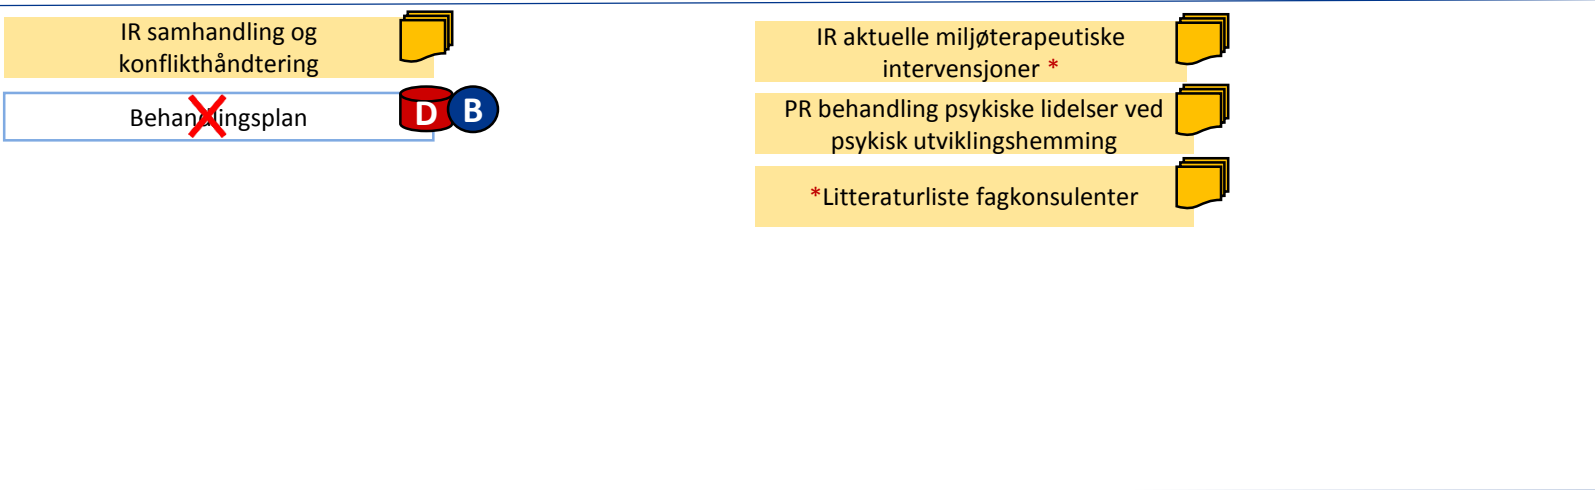 IR samhandling og
konflikthåndtering
Behandlingsplan
D
B
IR aktuelle miljøterapeutiske
intervensjoner *
PR behandling psykiske lidelser ved
psykisk utviklingshemming
*Litteraturliste fagkonsulenter